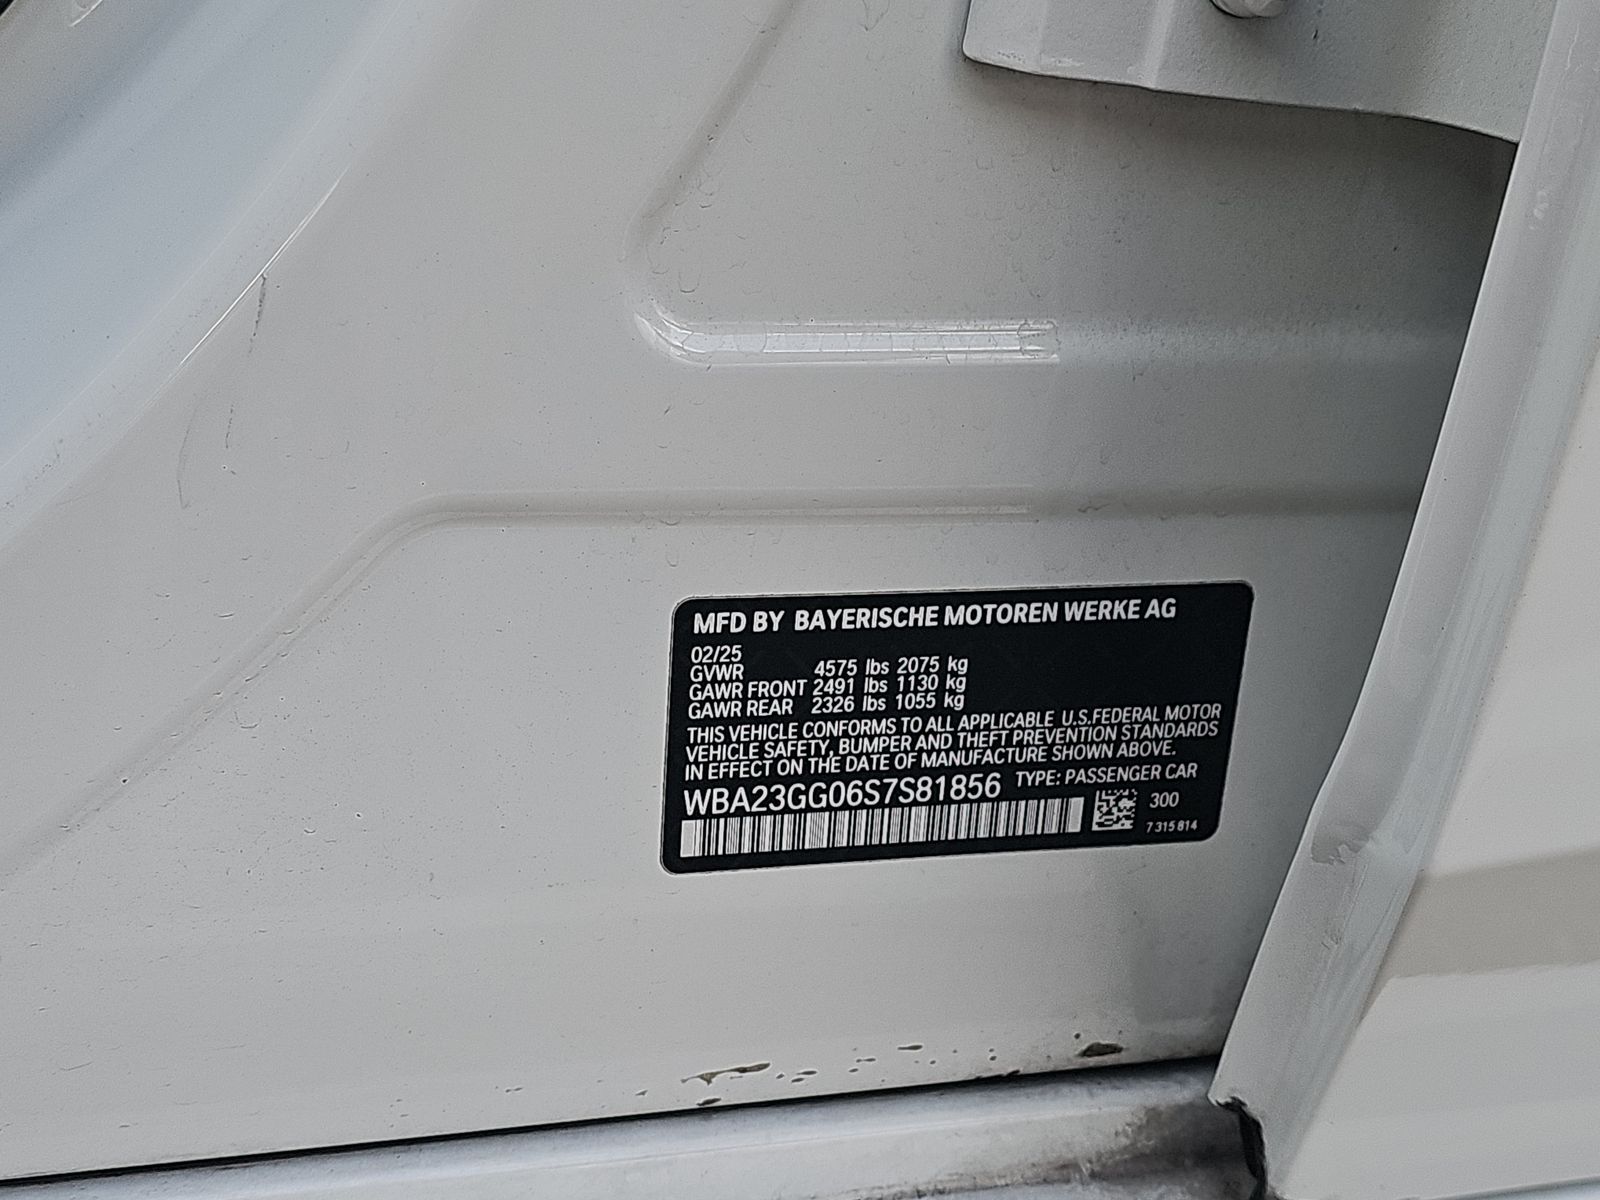 MFD BY BAYERISCHE MOTOREN WERKE AG
02/25
GVWR 4575 lbs 2075 kg
GAWR FRONT 2491 lbs 1130 kg
GAWR REAR 2326 lbs 1055 kg
THIS VEHICLE CONFORMS TO ALL APPLICABLE U.S.FEDERAL MOTOR
VEHICLE SAFETY, BUMPER AND THEFT PREVENTION STANDARDS
IN EFFECT ON THE DATE OF MANUFACTURE SHOWN ABOVE.
WBA23GG06S7S81856 TYPE: PASSENGER CAR
300
7 315 814